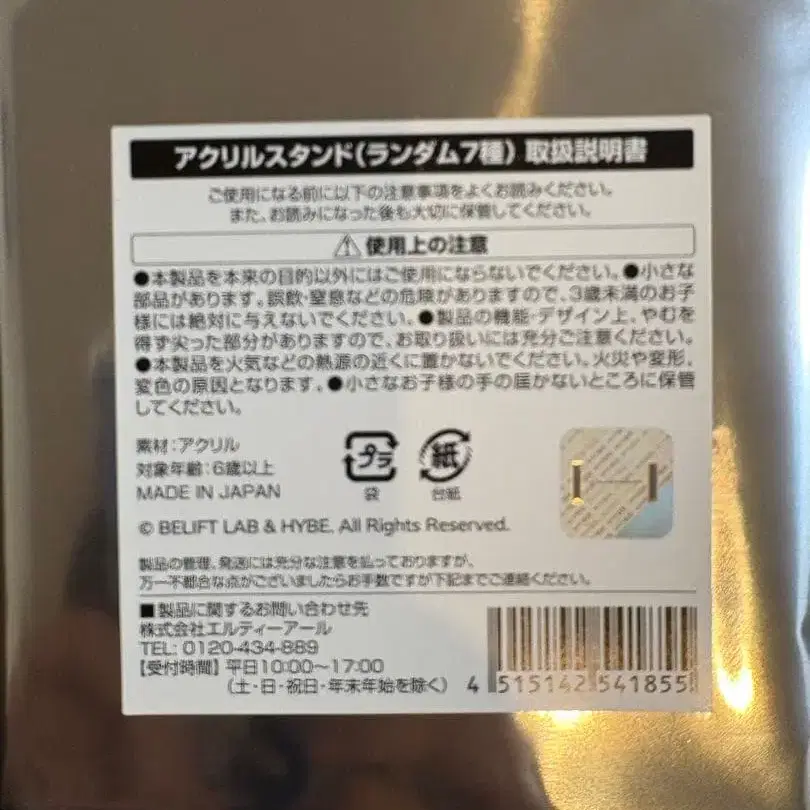 アクリルスタンド(ランダム7種) 取扱説明書
ご使用になる前に以下の注意事項をよくお読みください。
また、お読みになった後も大切に保管してください。
⚠使用上の注意
●本製品を本来の目的以外にはご使用にならないでください。●小さな
部品があります。誤飲・窒息などの危険がありますので、3歳未満のお子
様には絶対に与えないでください。●製品の機能・デザイン上、やむを
得ず尖った部分がありますので、お取り扱いには充分ご注意ください。
●本製品を火気などの熱源の近くに置かないでください。火災や変形、
変色の原因となります。●小さなお子様の手の届かないところに保管
してください。
素材:アクリル
対象年齢:6歳以上
MADE IN JAPAN
プラ
袋
紙
台紙
© BELIFT LAB & HYBE. All Rights Reserved.
製品の管理、発送には充分な注意を払っておりますが、
万一不都合な点がございましたらお手数ですが下記までご連絡ください。
■製品に関するお問い合わせ先
株式会社エルティーアール
TEL: 0120-434-889
【受付時間】平日10:00～17:00
(土・日・祝日・年末年始を除く)
4 515142 541855